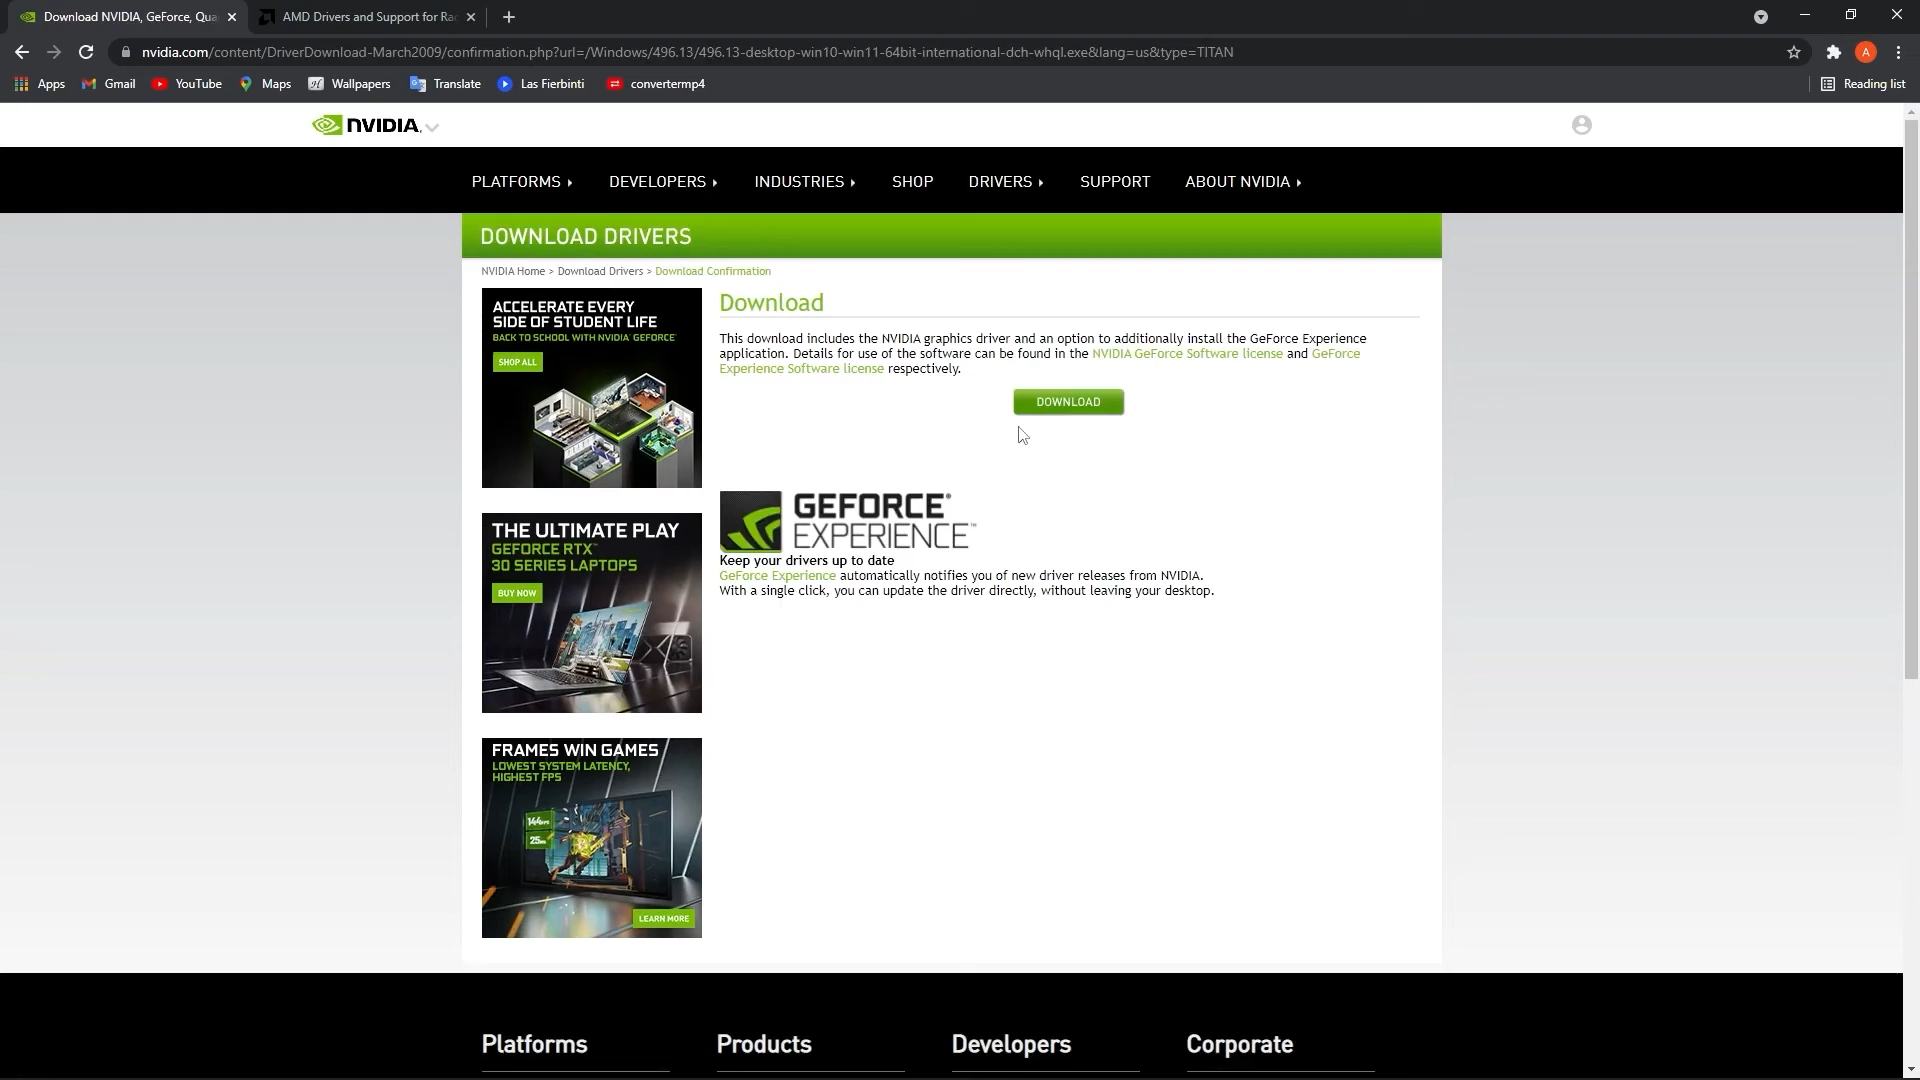 Download NVIDIA, GeForce, Qua
AMD Drivers and Support for Rad
nvidia.com/content/DriverDownload-March2009/confirmation.php?url=/Windows/496.13/496.13-desktop-win10-win11-64bit-international-dch-whql.exe&lang=us&type=TITAN
A
Apps
Gmail
YouTube
Maps
Wallpapers
Translate
Las Fierbinti
convertermp4
Reading list
NVIDIA.
PLATFORMS
DEVELOPERS
INDUSTRIES
SHOP
DRIVERS
SUPPORT
ABOUT NVIDIA
DOWNLOAD DRIVERS
NVIDIA Home > Download Drivers > Download Confirmation
ACCELERATE EVERY
SIDE OF STUDENT LIFE
BACK TO SCHOOL WITH NVIDIA® GEFORCE®
SHOP ALL
Download
This download includes the NVIDIA graphics driver and an option to additionally install the GeForce Experience
application. Details for use of the software can be found in the NVIDIA GeForce Software license and GeForce
Experience Software license respectively.
DOWNLOAD
GEFORCE®
EXPERIENCE™
Keep your drivers up to date
GeForce Experience automatically notifies you of new driver releases from NVIDIA.
With a single click, you can update the driver directly, without leaving your desktop.
THE ULTIMATE PLAY
GEFORCE RTX™
30 SERIES LAPTOPS
BUY NOW
FRAMES WIN GAMES
LOWEST SYSTEM LATENCY,
HIGHEST FPS
144FPS
25ms
LEARN MORE
Platforms
Products
Developers
Corporate